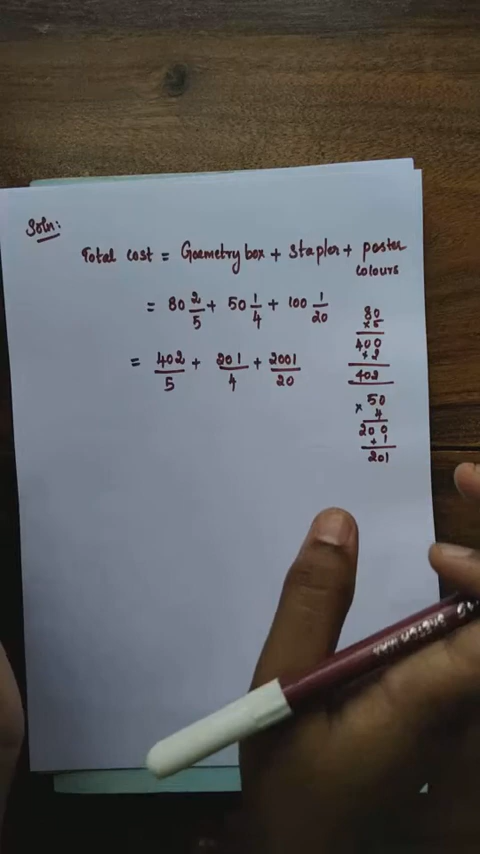 Soln:
Total cost = Goemetry box + Stapler + poster
colours
= 80 2/5 + 50 1/4 + 100 1/20
= 402/5 + 201/4 + 2001/20
80
×5
400
+2
402
× 50
4
200
+1
201